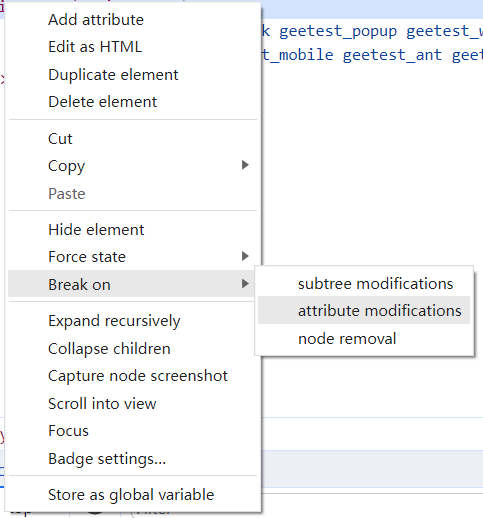 Add attribute
k geetest_popup geetest_w
Edit as HTML
t_mobile geetest_ant geet
Duplicate element
Delete element
Cut
Copy
Paste
Hide element
Force state
Break on
subtree modifications
attribute modifications
node removal
Expand recursively
Collapse children
Capture node screenshot
Scroll into view
Focus
Badge settings...
Store as global variable